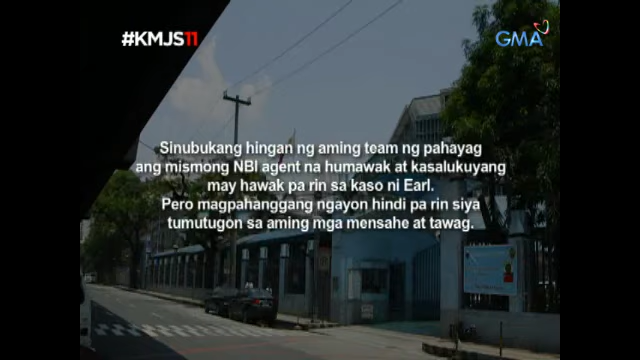 #KMJS11
GMA
Sinubukang hingan ng aming team ng pahayag
ang mismong NBI agent na humawak at kasalukuyang
may hawak pa rin sa kaso ni Earl.
Pero magpahanggang ngayon hindi pa rin siya
tumutugon sa aming mga mensahe at tawag.